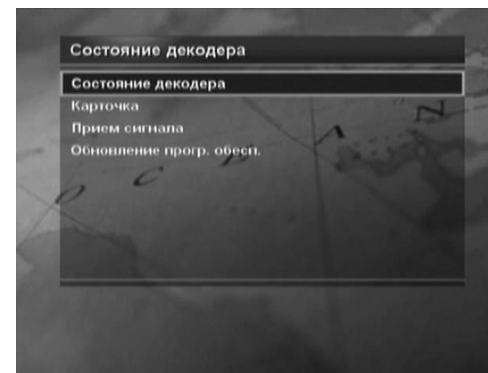 Состояние декодера
Состояние декодера
Карточка
Прием сигнала
Обновление прогр. обесп.